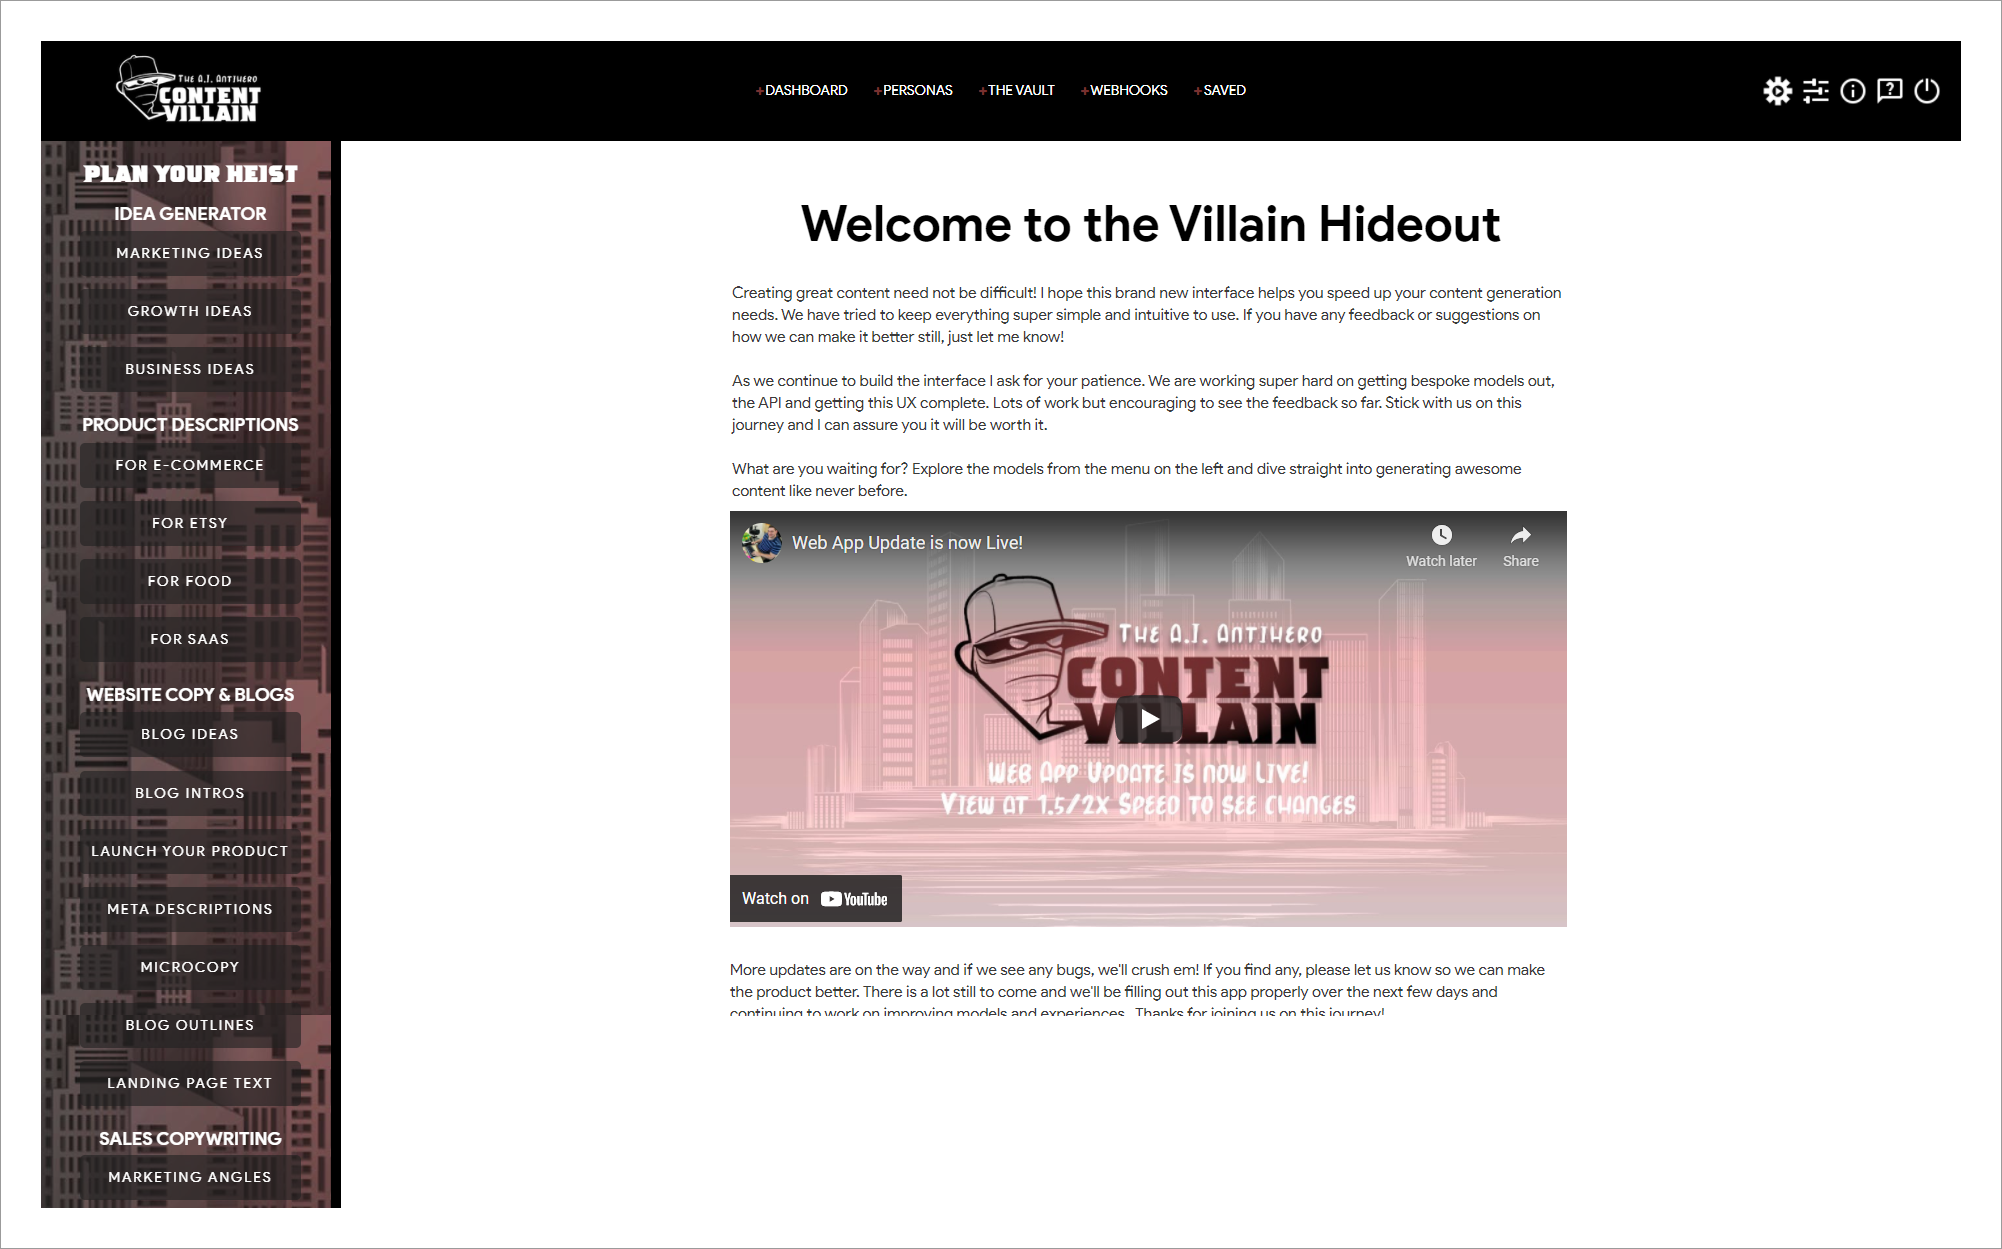 THE A.I. ANTIHERO
CONTENT
VILLAIN
+DASHBOARD +PERSONAS +THE VAULT +WEBHOOKS +SAVED
PLAN YOUR HEIST
IDEA GENERATOR
MARKETING IDEAS
GROWTH IDEAS
BUSINESS IDEAS
PRODUCT DESCRIPTIONS
FOR E-COMMERCE
FOR ETSY
FOR FOOD
FOR SAAS
WEBSITE COPY & BLOGS
BLOG IDEAS
BLOG INTROS
LAUNCH YOUR PRODUCT
META DESCRIPTIONS
MICROCOPY
BLOG OUTLINES
LANDING PAGE TEXT
SALES COPYWRITING
MARKETING ANGLES
Welcome to the Villain Hideout
Creating great content need not be difficult! I hope this brand new interface helps you speed up your content generation
needs. We have tried to keep everything super simple and intuitive to use. If you have any feedback or suggestions on
how we can make it better still, just let me know!
As we continue to build the interface I ask for your patience. We are working super hard on getting bespoke models out,
the API and getting this UX complete. Lots of work but encouraging to see the feedback so far. Stick with us on this
journey and I can assure you it will be worth it.
What are you waiting for? Explore the models from the menu on the left and dive straight into generating awesome
content like never before.
Web App Update is now Live!
Watch later Share
THE A.I. ANTIHERO
CONTENT
VILLAIN
WEB APP UPDATE IS NOW LIVE!
VIEW AT 1.5/2X SPEED TO SEE CHANGES
Watch on YouTube
More updates are on the way and if we see any bugs, we'll crush em! If you find any, please let us know so we can make
the product better. There is a lot still to come and we'll be filling out this app properly over the next few days and
continuing to work on improving models and experiences. Thanks for joining us on this journey!